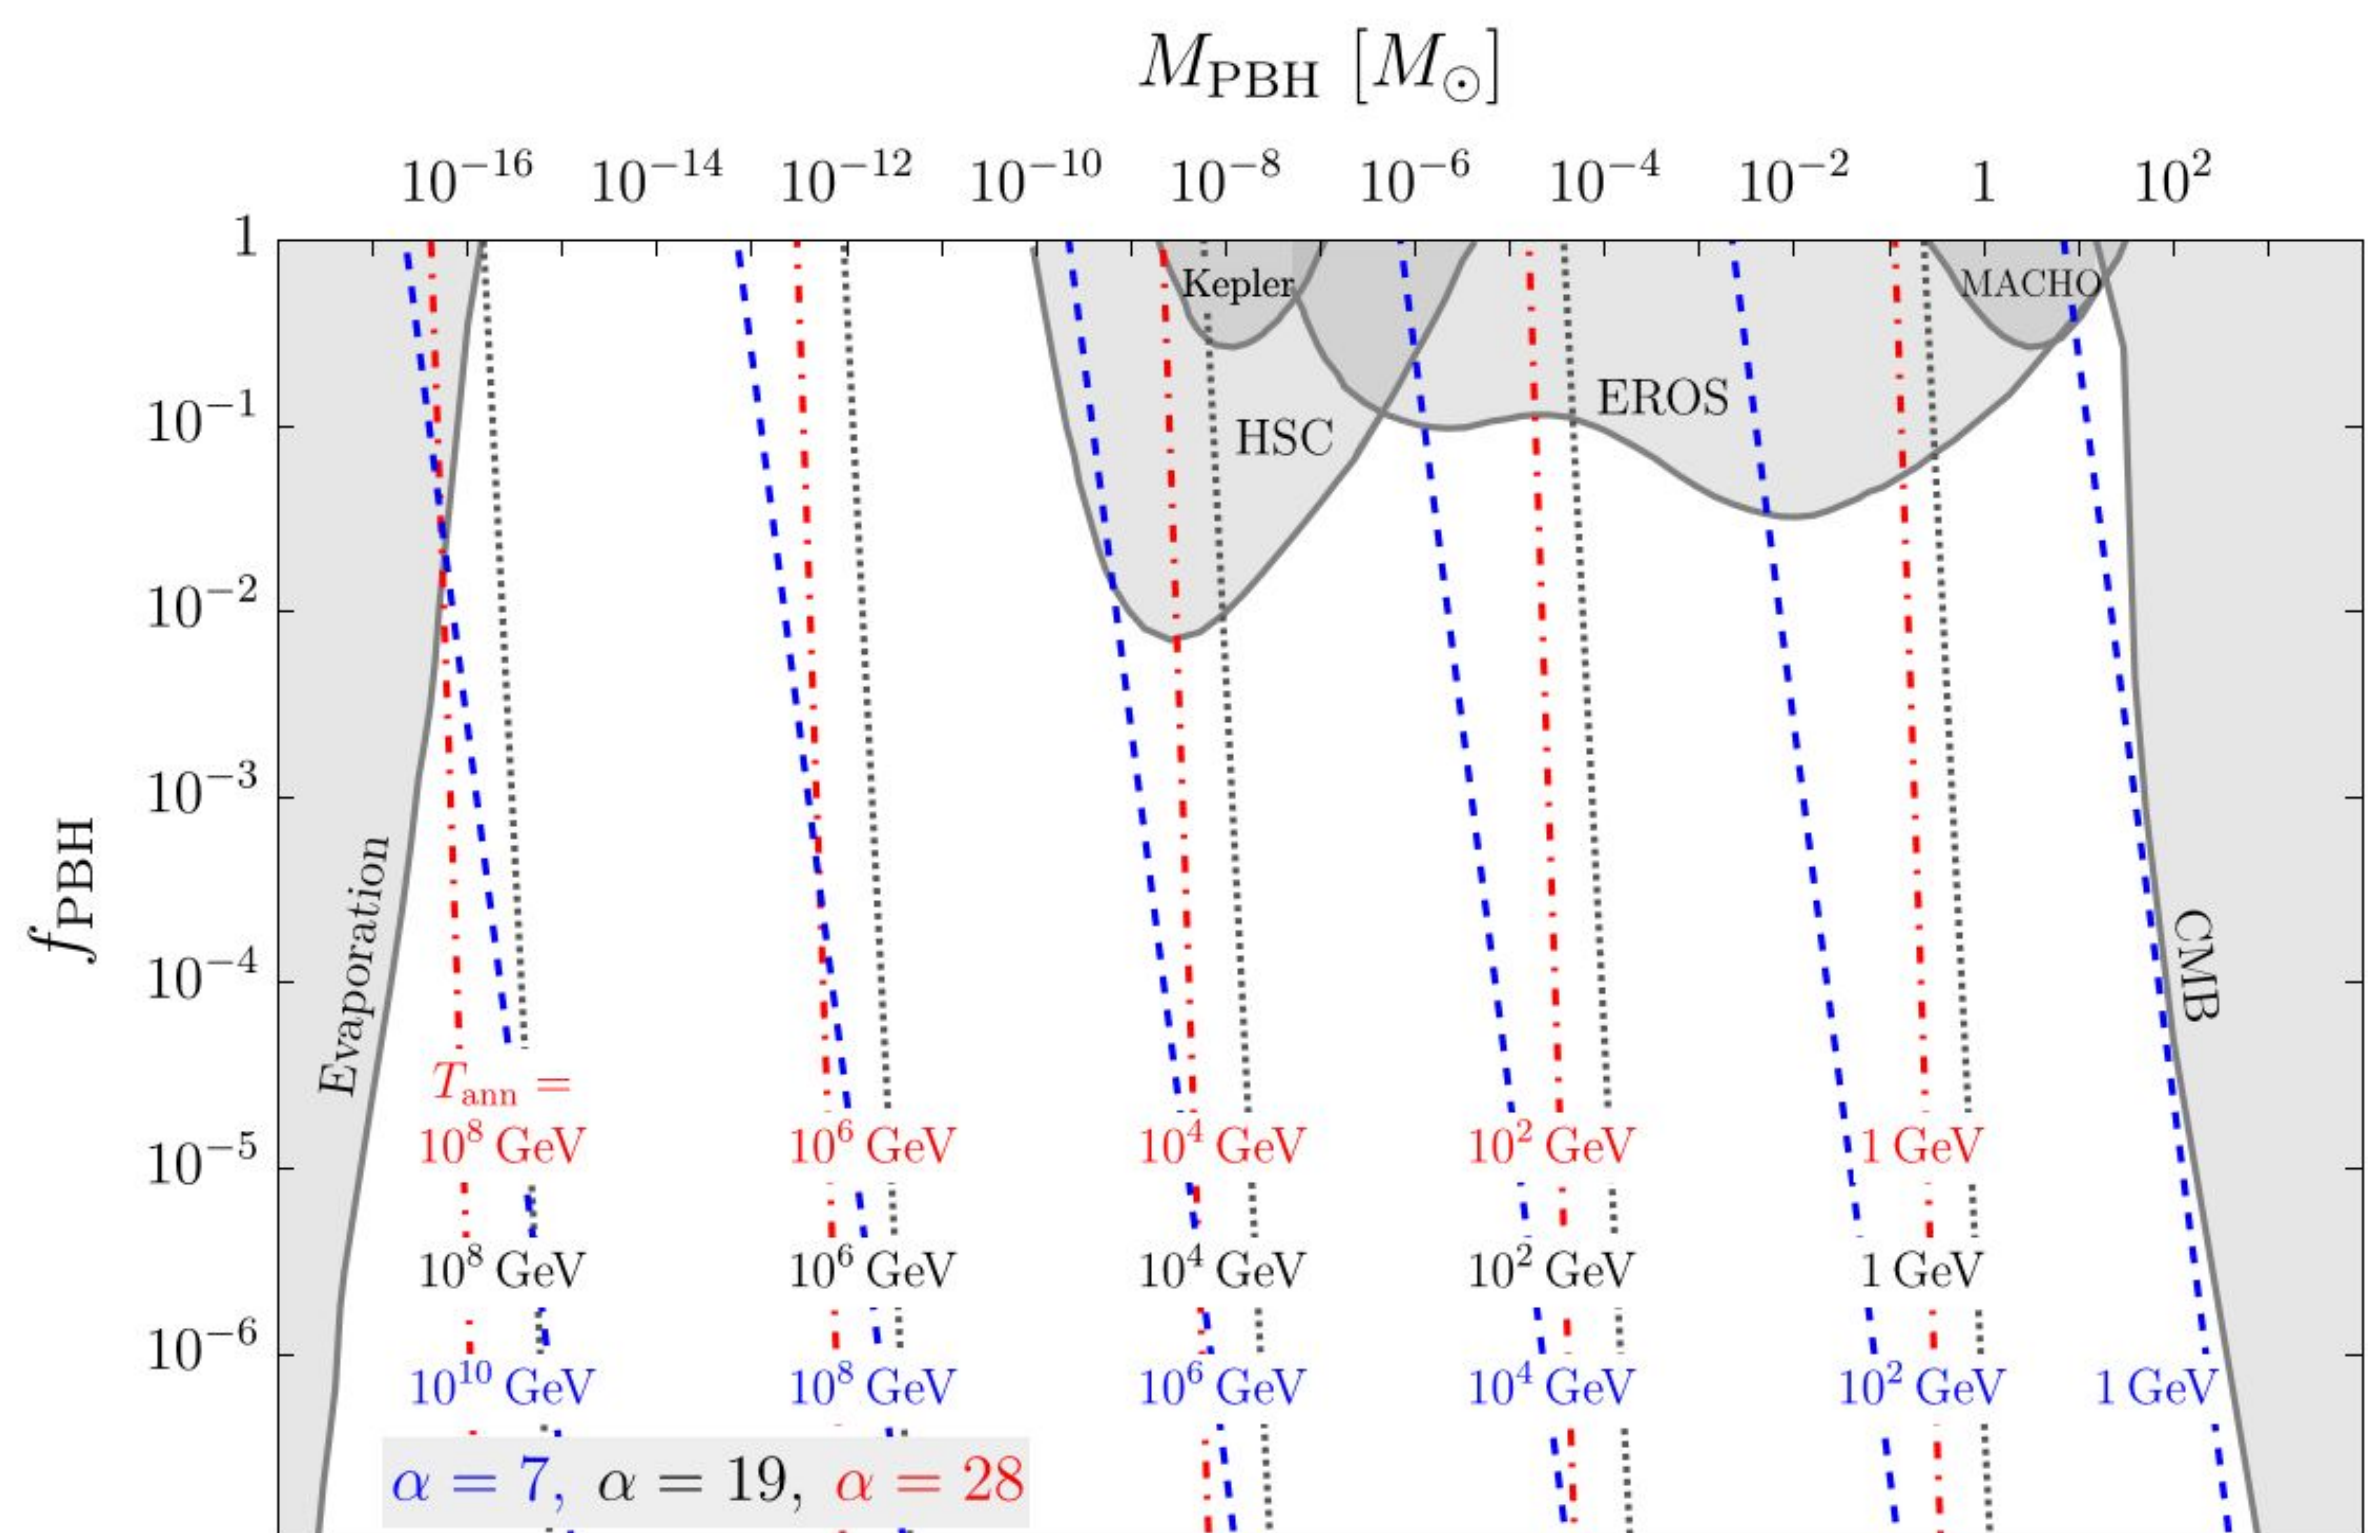 M_PBH [M_⊙]
10^−16 10^−14 10^−12 10^−10 10^−8 10^−6 10^−4 10^−2 1 10^2
1
Kepler
MACHO
EROS
10^−1
HSC
10^−2
10^−3
f_PBH
Evaporation
CMB
10^−4
T_ann =
10^−5
10^8 GeV 10^6 GeV 10^4 GeV 10^2 GeV 1 GeV
10^8 GeV 10^6 GeV 10^4 GeV 10^2 GeV 1 GeV
10^−6
10^10 GeV 10^8 GeV 10^6 GeV 10^4 GeV 10^2 GeV 1 GeV
α = 7, α = 19, α = 28